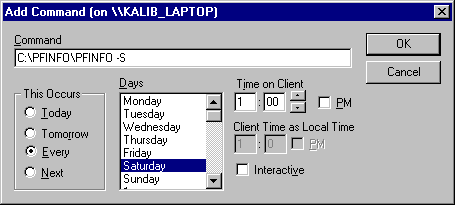 Add Command (on \\KALIB_LAPTOP)
Command
C:\PFINFO\PFINFO -S
OK
Cancel
This Occurs
Today
Tomorrow
Every
Next
Days
Monday
Tuesday
Wednesday
Thursday
Friday
Saturday
Sunday
Time on Client
1 : 00 PM
Client Time as Local Time
1 : 0 PM
Interactive